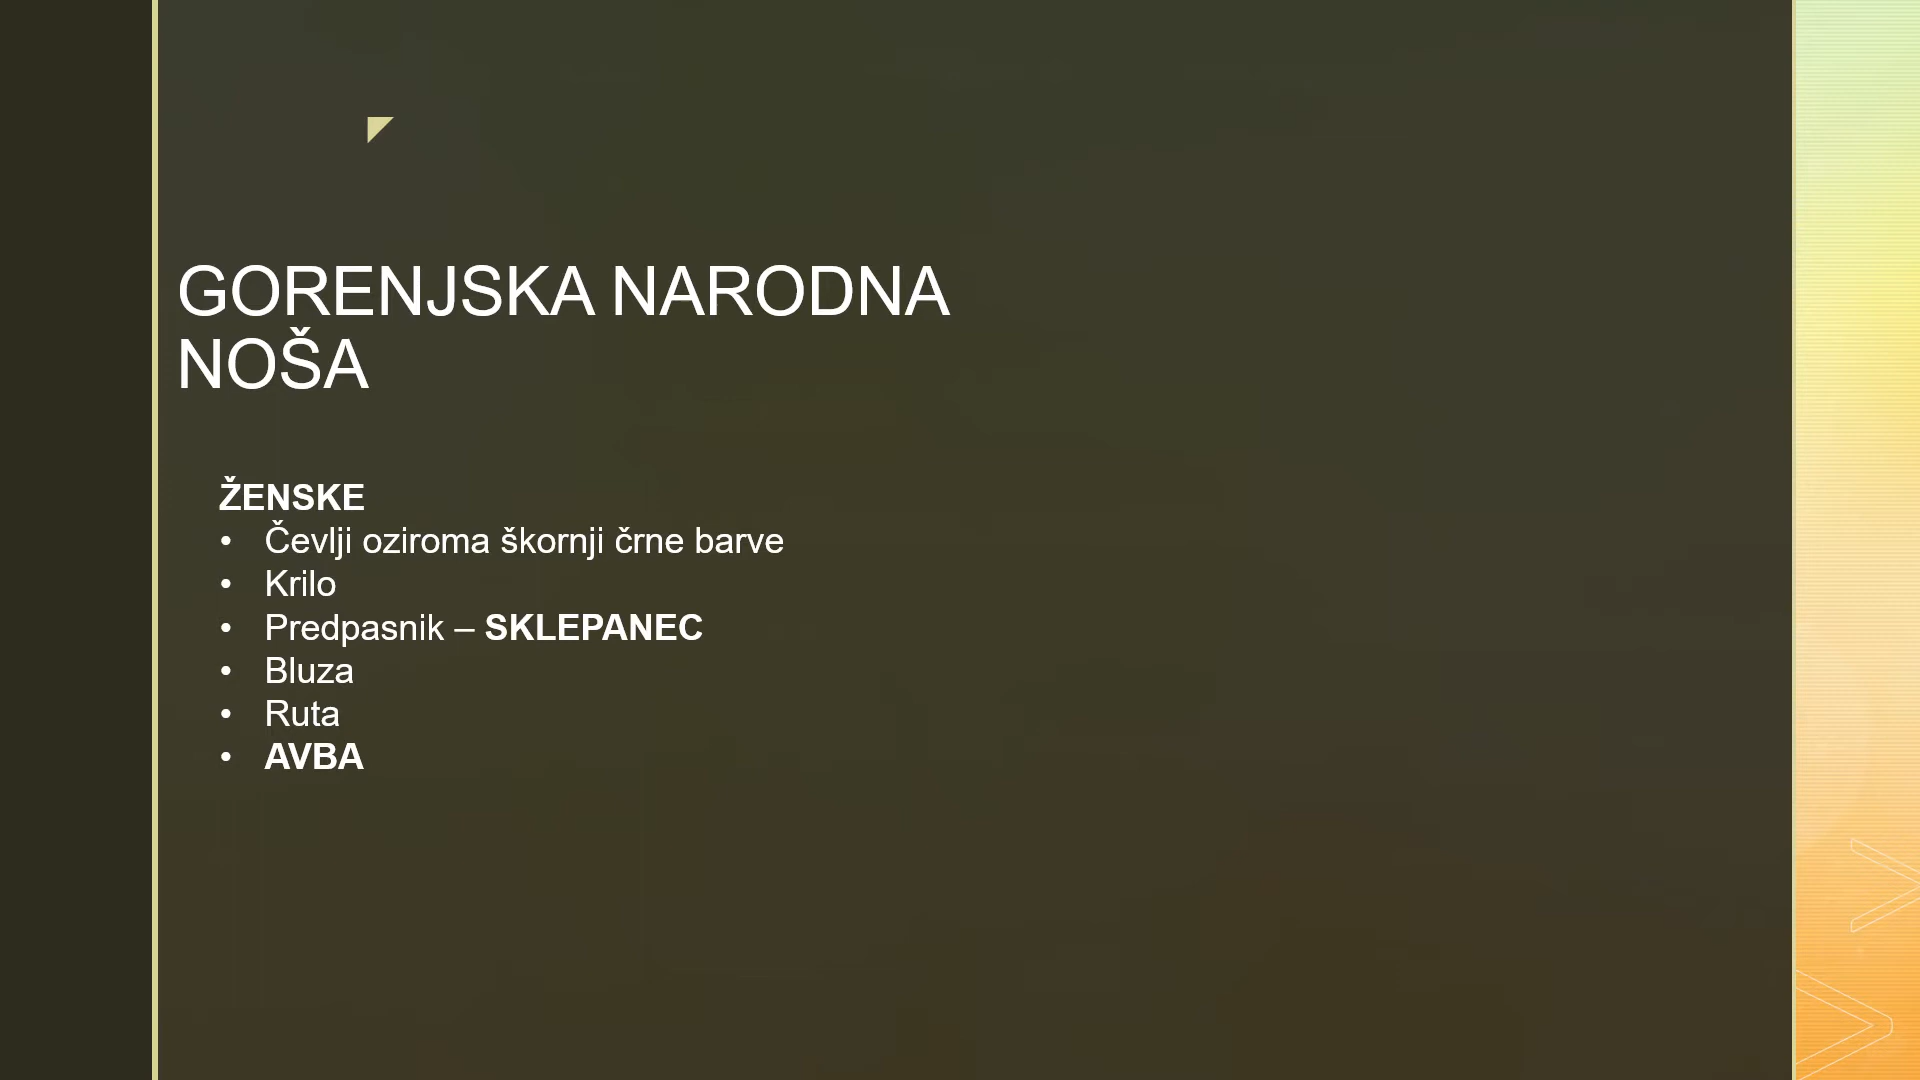 GORENJSKA NARODNA
NOŠA
ŽENSKE
• Čevlji oziroma škornji črne barve
• Krilo
• Predpasnik – SKLEPANEC
• Bluza
• Ruta
• AVBA